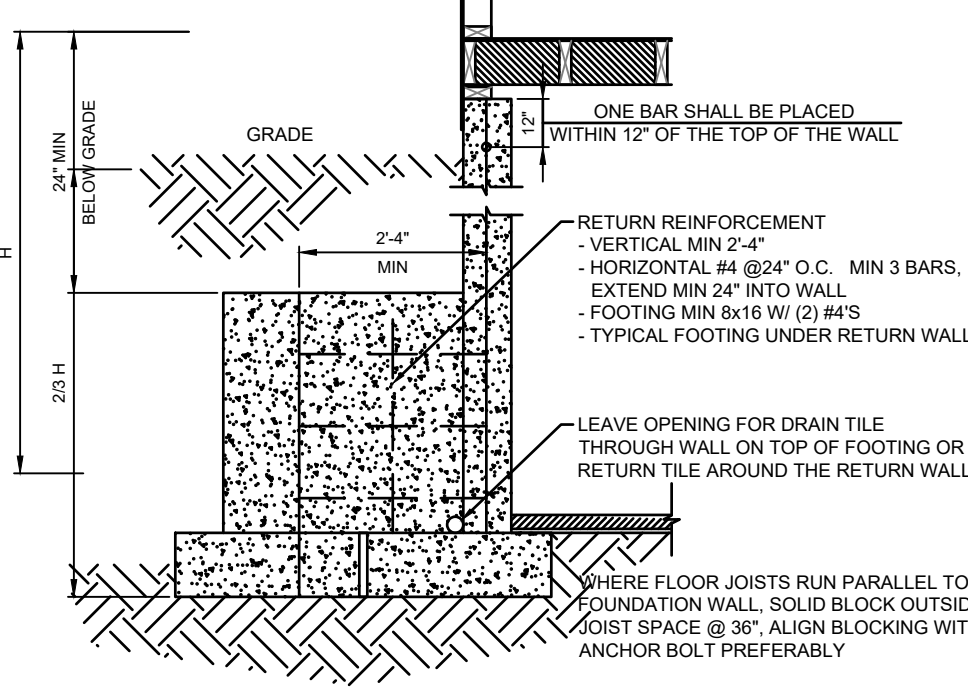 H
24" MIN
BELOW GRADE
2/3 H
GRADE
2'-4"
MIN
12"
ONE BAR SHALL BE PLACED
WITHIN 12" OF THE TOP OF THE WALL
RETURN REINFORCEMENT
- VERTICAL MIN 2'-4"
- HORIZONTAL #4 @24" O.C. MIN 3 BARS,
EXTEND MIN 24" INTO WALL
- FOOTING MIN 8x16 W/ (2) #4'S
- TYPICAL FOOTING UNDER RETURN WALL
LEAVE OPENING FOR DRAIN TILE
THROUGH WALL ON TOP OF FOOTING OR
RETURN TILE AROUND THE RETURN WALL
WHERE FLOOR JOISTS RUN PARALLEL TO
FOUNDATION WALL, SOLID BLOCK OUTSID
JOIST SPACE @ 36", ALIGN BLOCKING WIT
ANCHOR BOLT PREFERABLY